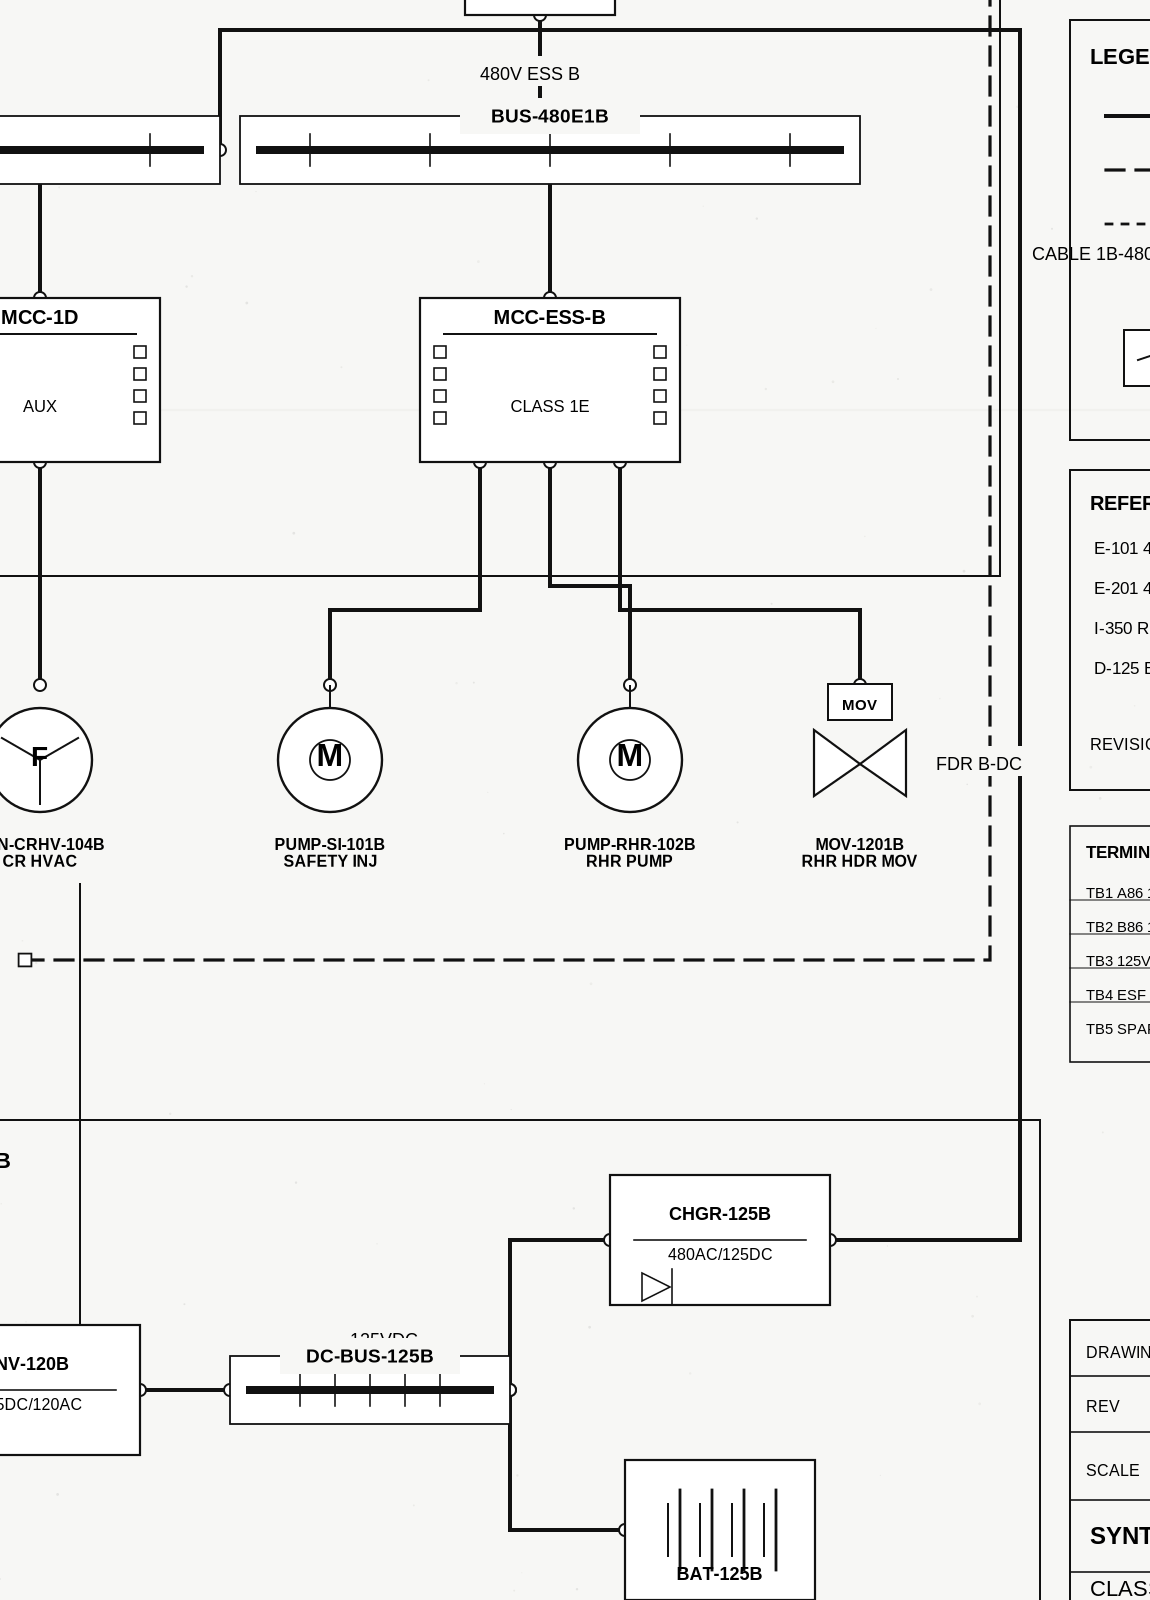 480V ESS B
BUS-480E1B
MCC-1D
AUX
MCC-ESS-B
CLASS 1E
F
M
M
MOV
FDR B-DC
N-CRHV-104B
CR HVAC
PUMP-SI-101B
SAFETY INJ
PUMP-RHR-102B
RHR PUMP
MOV-1201B
RHR HDR MOV
B
CHGR-125B
480AC/125DC
NV-120B
5DC/120AC
125VDC
DC-BUS-125B
BAT-125B
LEGE
CABLE 1B-480
REFER
E-101 4
E-201 4
I-350 R
D-125 E
REVISIO
TERMIN
TB1 A86 1
TB2 B86 1
TB3 125V
TB4 ESF
TB5 SPAR
DRAWIN
REV
SCALE
SYNT
CLAS